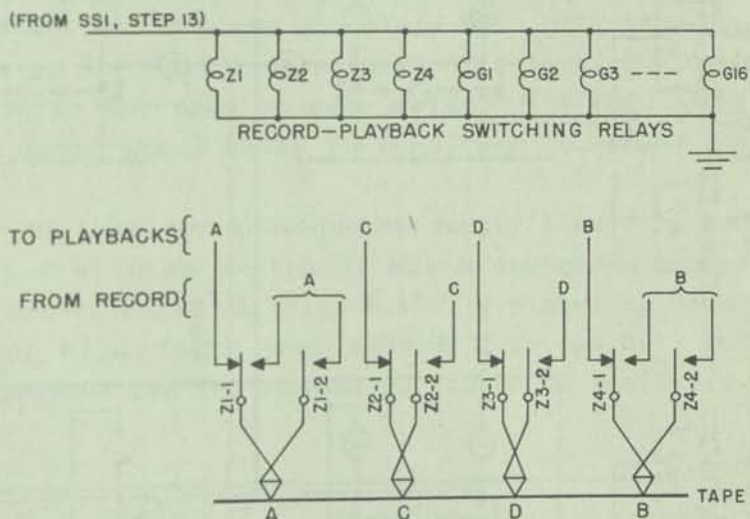 (FROM SS1, STEP 13)
Z1 Z2 Z3 Z4 G1 G2 G3 ---- G16
RECORD-PLAYBACK SWITCHING RELAYS
TO PLAYBACKS{ A C D B
FROM RECORD{ A C D B
Z1-1 Z1-2 Z2-1 Z2-2 Z3-1 Z3-2 Z4-1 Z4-2
TAPE
A C D B